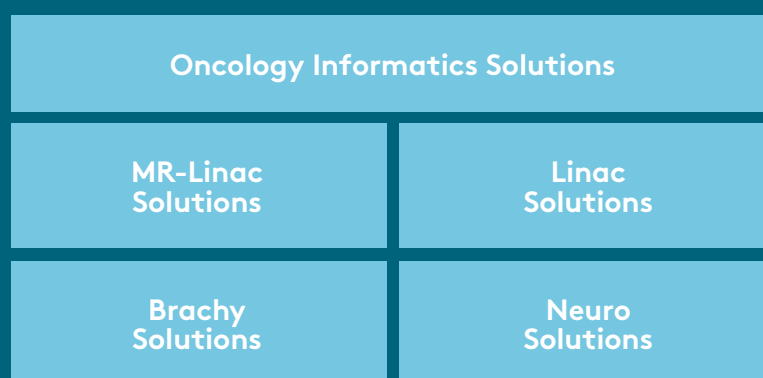 Oncology Informatics Solutions
MR-Linac
Solutions
Linac
Solutions
Brachy
Solutions
Neuro
Solutions